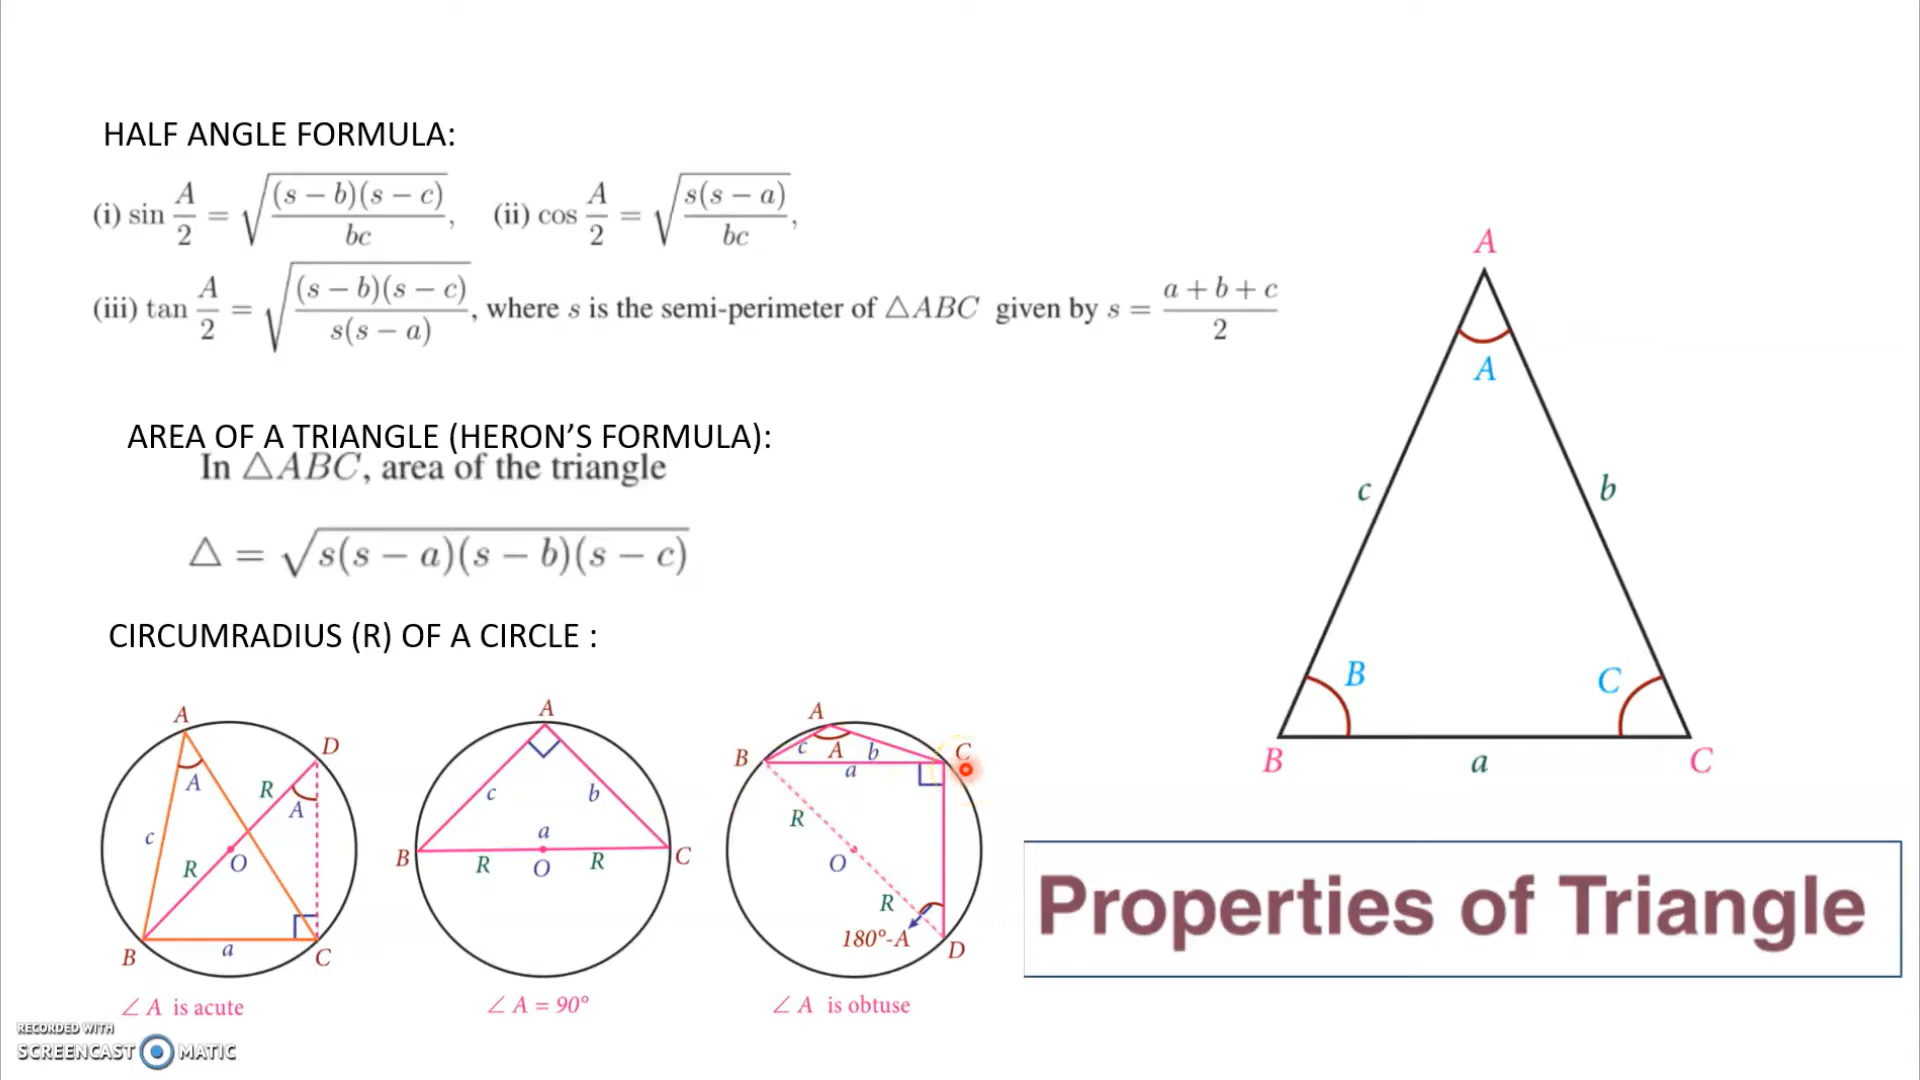 HALF ANGLE FORMULA:
(i) sin A/2 = √((s − b)(s − c)/bc), (ii) cos A/2 = √(s(s − a)/bc),
(iii) tan A/2 = √((s − b)(s − c)/s(s − a)), where s is the semi-perimeter of △ABC given by s = (a + b + c)/2
AREA OF A TRIANGLE (HERON’S FORMULA):
In △ABC, area of the triangle
△ = √(s(s − a)(s − b)(s − c))
CIRCUMRADIUS (R) OF A CIRCLE :
A
D
A
R
A
c
R
O
B
a
C
∠ A is acute
A
c
b
a
B
R
O
R
C
∠ A = 90°
A
B
c
A
b
C
a
R
O
R
180°-A
D
∠ A is obtuse
A
A
c
b
B
C
B
a
C
Properties of Triangle
RECORDED WITH
SCREENCAST MATIC